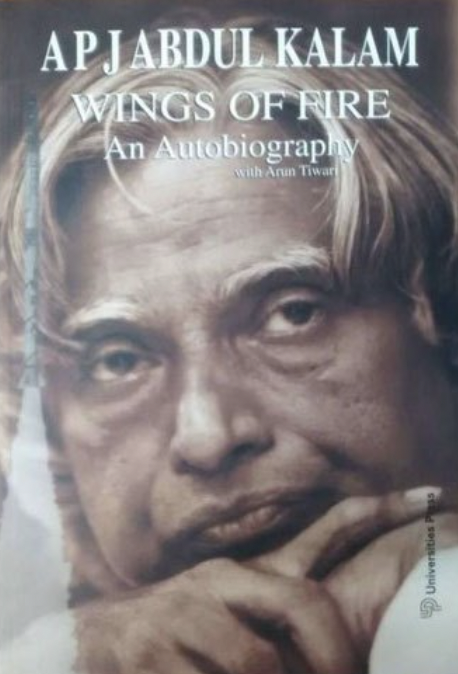 A P J ABDUL KALAM
WINGS OF FIRE
An Autobiography
with Arun Tiwari
Universities Press